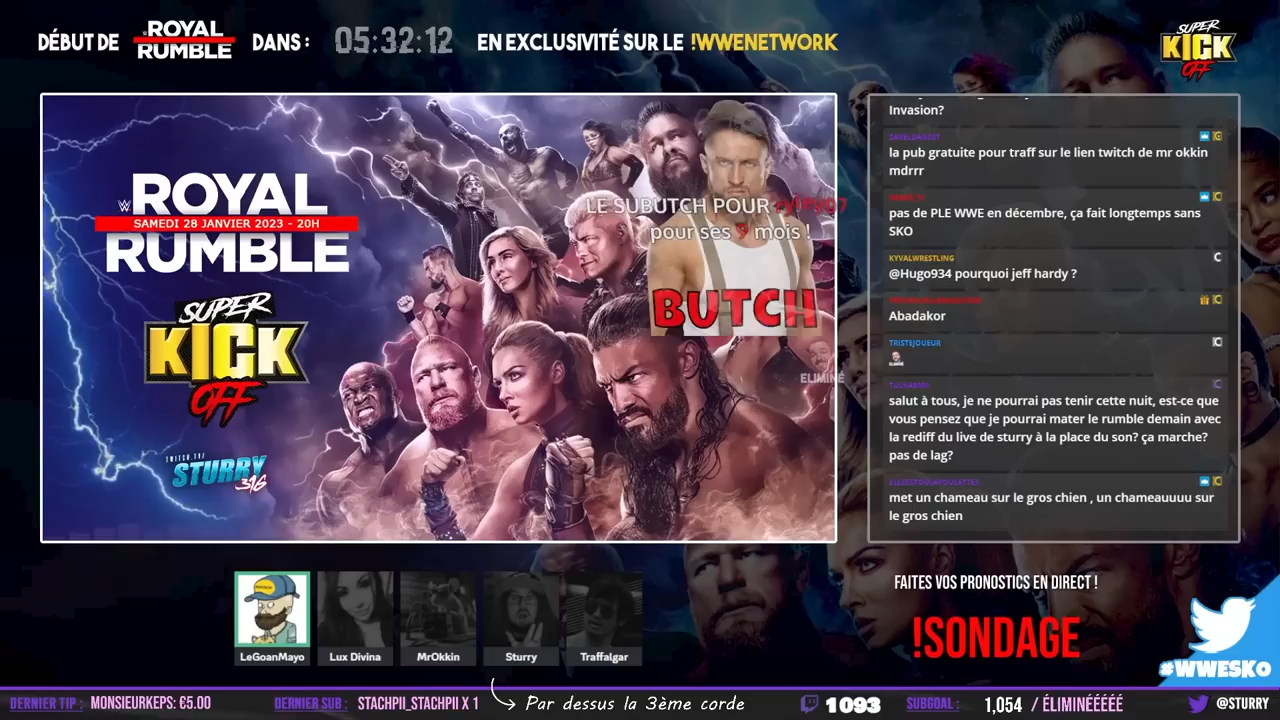 DÉBUT DE
ROYAL
RUMBLE
DANS :
05:32:12
EN EXCLUSIVITÉ SUR LE !WWENETWORK
SUPER
KICK
OFF
W ROYAL
SAMEDI 28 JANVIER 2023 - 20H
RUMBLE
SUPER
KICK
OFF
TWITCH.TV/
STURRY
316
LE SUBUTCH POUR
pour ses 9 mois !
BUTCH
ELIMINÉ
Invasion?
la pub gratuite pour traff sur le lien twitch de mr okkin
mdrrr
pas de PLE WWE en décembre, ça fait longtemps sans
SKO
KYVALWRESTLING
@Hugo934 pourquoi jeff hardy ?
Abadakor
TRISTEJOUEUR
salut à tous, je ne pourrai pas tenir cette nuit, est-ce que
vous pensez que je pourrai mater le rumble demain avec
la rediff du live de sturry à la place du son? ça marche?
pas de lag?
met un chameau sur le gros chien , un chameauuuu sur
le gros chien
LeGoanMayo
Lux Divina
MrOkkin
Sturry
Traffalgar
FAITES VOS PRONOSTICS EN DIRECT !
!SONDAGE
#WWESKO
DERNIER TIP : MONSIEURKEPS: €5.00
DERNIER SUB : STACHPII_STACHPII X 1
Par dessus la 3ème corde
1093
SUBGOAL : 1,054 / ÉLIMINÉÉÉÉÉ
@STURRY